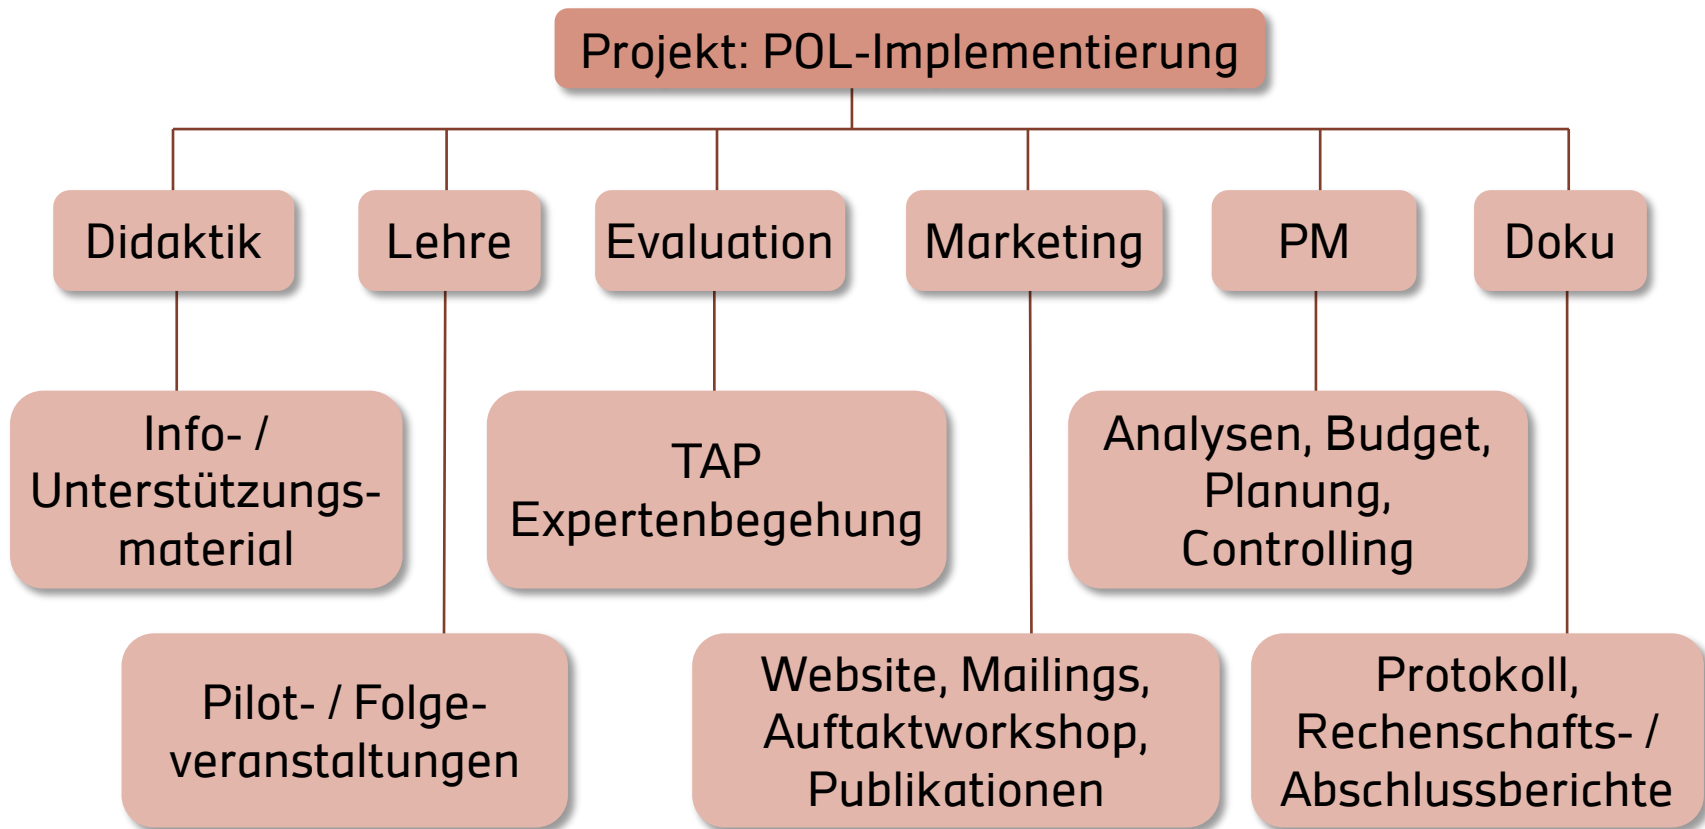 Projekt: POL-Implementierung
Didaktik
Lehre
Evaluation
Marketing
PM
Doku
Info- /
Unterstützungs-
material
TAP
Expertenbegehung
Analysen, Budget,
Planung,
Controlling
Pilot- / Folge-
veranstaltungen
Website, Mailings,
Auftaktworkshop,
Publikationen
Protokoll,
Rechenschafts- /
Abschlussberichte